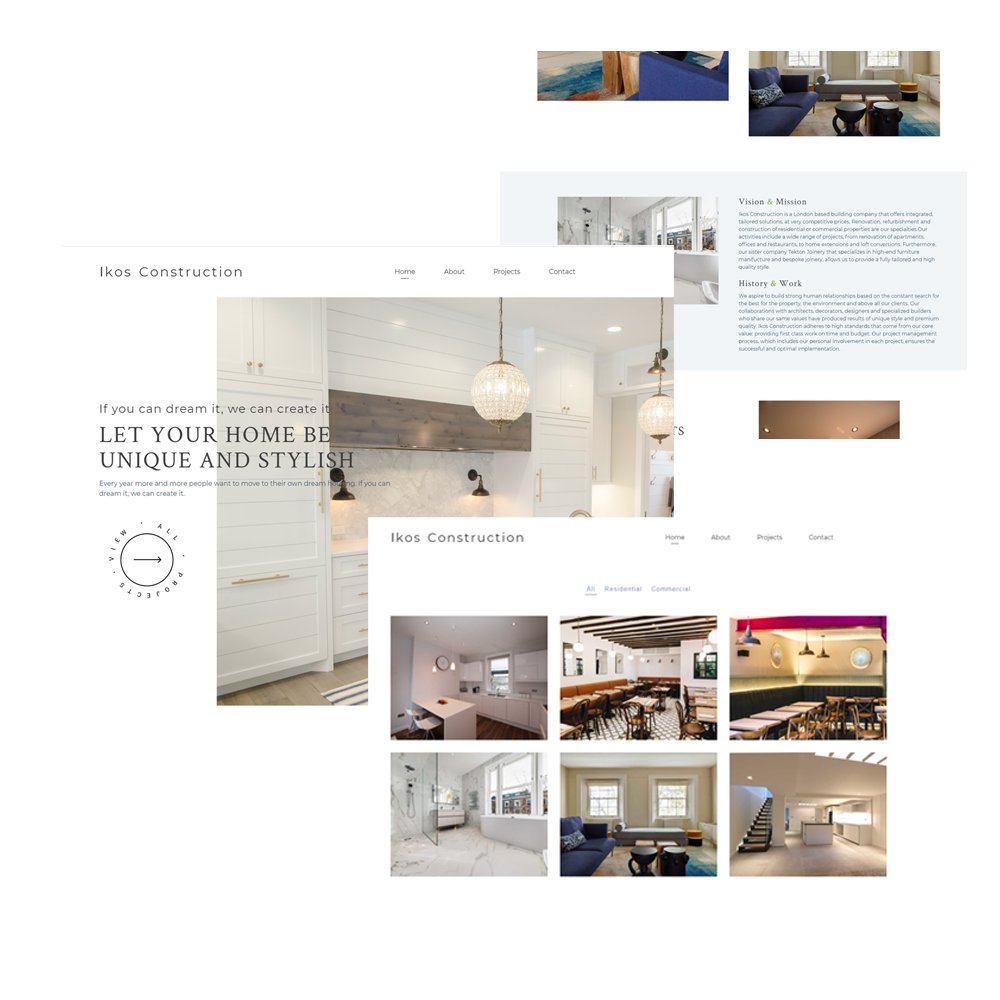 Vision & Mission
Ikos Construction is a London based building company that offers integrated,
tailored solutions, at very competitive prices. Renovation, refurbishment and
construction of residential or commercial properties are our specialties.Our
activities include a wide range of projects, from renovation of apartments,
offices and restaurants, to home extensions and loft conversions. Furthermore,
our sister company Tekton Joinery that specializes in high-end furniture
manifucture and bespoke joinery, allows us to provide a fully tailored and high
quality style.
History & Work
We aspire to build strong human relationships based on the constant search for
the best for the property, the environment and above all our clients. Our
collaborations with architects, decorators, designers and specialized builders
who share our same values have produced results of unique style and premium
quality. Ikos Construction adheres to high standards that come from our core
value: providing first class work on time and budget. Our project management
process, which includes our personal involvement in each project, ensures the
successful and optimal implementation.
Ikos Construction
Home About Projects Contact
If you can dream it, we can create it
LET YOUR HOME BE
UNIQUE AND STYLISH
Every year more and more people want to move to their own dream housing. If you can
dream it, we can create it.
VIEW · ALL · PROJECTS ·
TS
Ikos Construction
Home About Projects Contact
All Residential Commercial